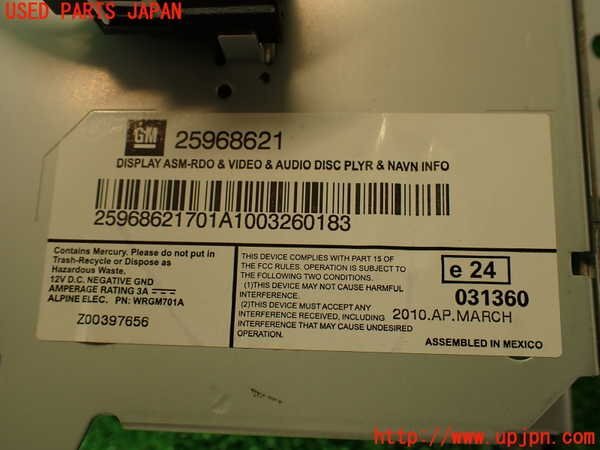 USED PARTS JAPAN
GM 25968621
DISPLAY ASM-RDO & VIDEO & AUDIO DISC PLYR & NAVN INFO
25968621701A1003260183
Contains Mercury. Please do not put in
Trash-Recycle or Dispose as
Hazardous Waste.
12V D.C. NEGATIVE GND
AMPERAGE RATING 3A
ALPINE ELEC. PN: WRGM701A
Z00397656
THIS DEVICE COMPLIES WITH PART 15 OF
THE FCC RULES. OPERATION IS SUBJECT TO
THE FOLLOWING TWO CONDITIONS.
(1)THIS DEVICE MAY NOT CAUSE HARMFUL
INTERFERENCE.
(2)THIS DEVICE MUST ACCEPT ANY
INTERFERENCE RECEIVED, INCLUDING
INTERFERENCE THAT MAY CAUSE UNDESIRED
OPERATION.
e 24
031360
2010.AP.MARCH
ASSEMBLED IN MEXICO
http://www.upjpn.com/